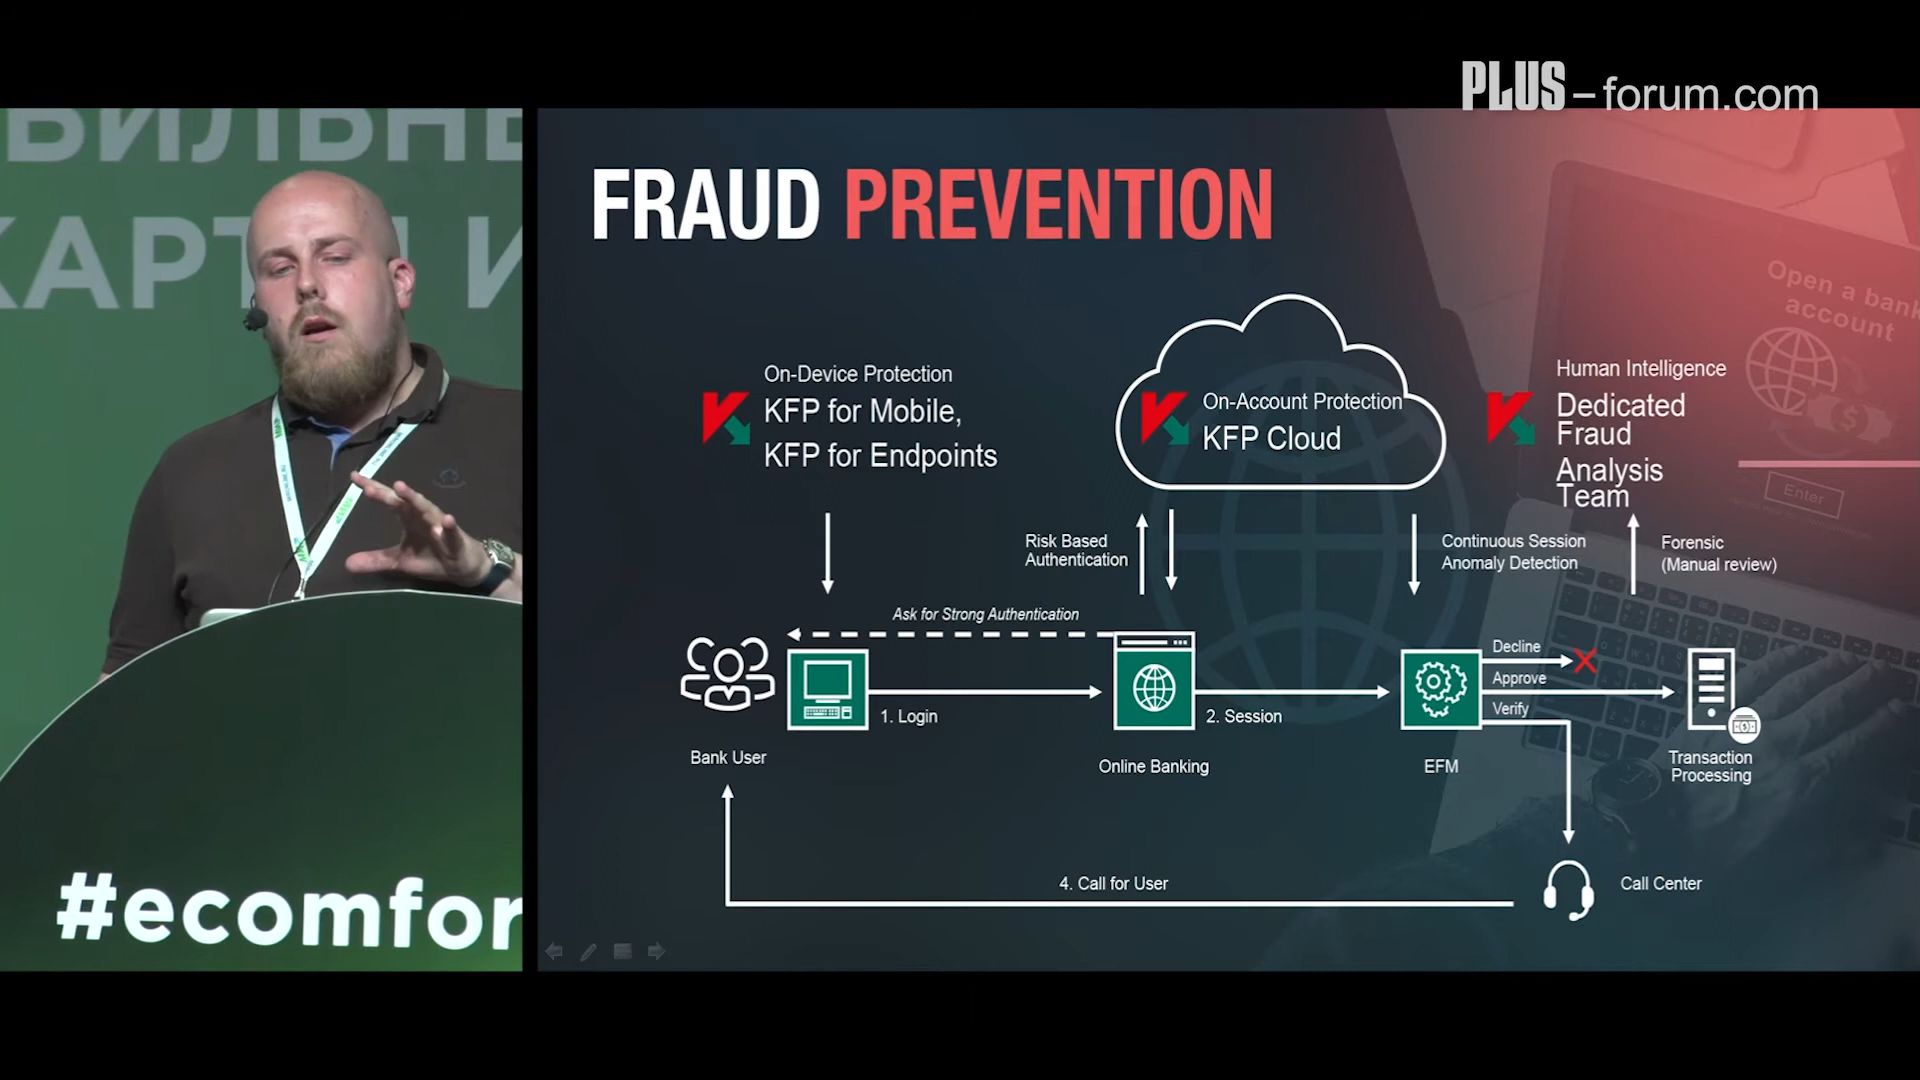 PLUS-forum.com
БИЛЬНЫ
КАРТ И
#ecomfor
FRAUD PREVENTION
Open a bank
account
Enter
On-Device Protection
KFP for Mobile,
KFP for Endpoints
On-Account Protection
KFP Cloud
Human Intelligence
Dedicated
Fraud
Analysis
Team
Risk Based
Authentication
Continuous Session
Anomaly Detection
Forensic
(Manual review)
Ask for Strong Authentication
1. Login
2. Session
Decline
Approve
Verify
Bank User
Online Banking
EFM
Transaction
Processing
4. Call for User
Call Center